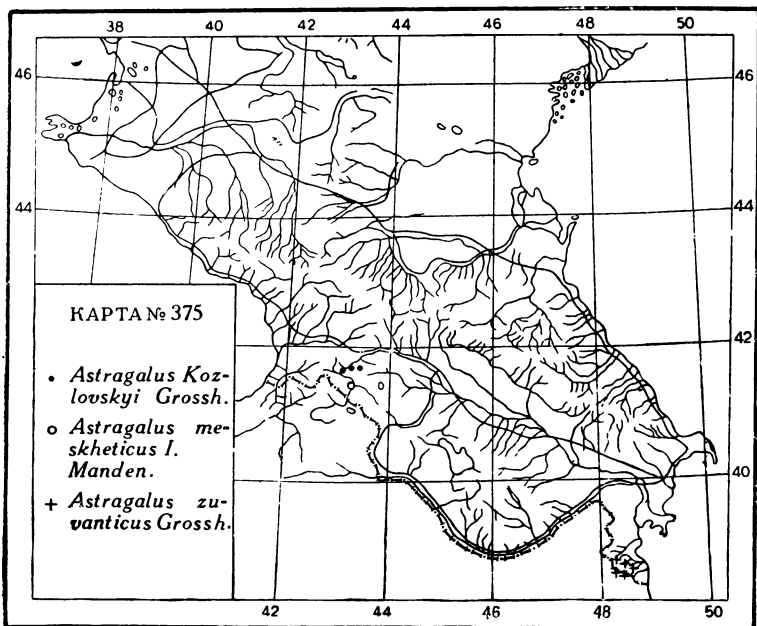 38 40 42 44 46 48 50
46 46
44 44
КАРТА № 375
42
• Astragalus Koz-
lovskyi Grossh.
o Astragalus me-
skheticus I.
Manden.
40
+ Astragalus zu-
vanticus Grossh.
42 44 46 48 50